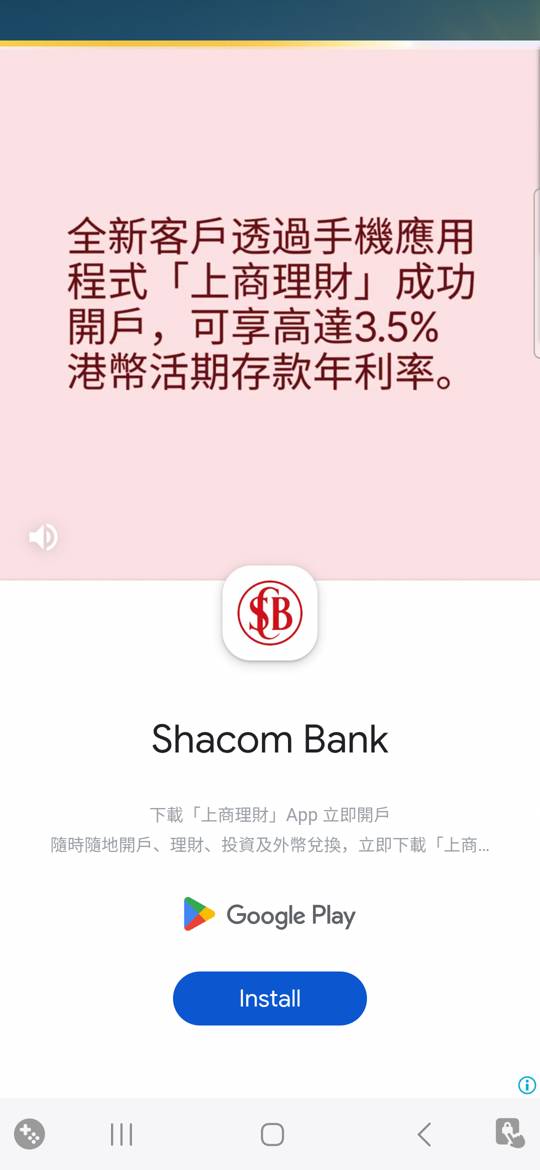 全新客戶透過手機應用
程式「上商理財」成功
開戶，可享高達3.5%
港幣活期存款年利率。
SCB
Shacom Bank
下載「上商理財」App 立即開戶
隨時隨地開戶、理財、投資及外幣兌換，立即下載「上商...
Google Play
Install